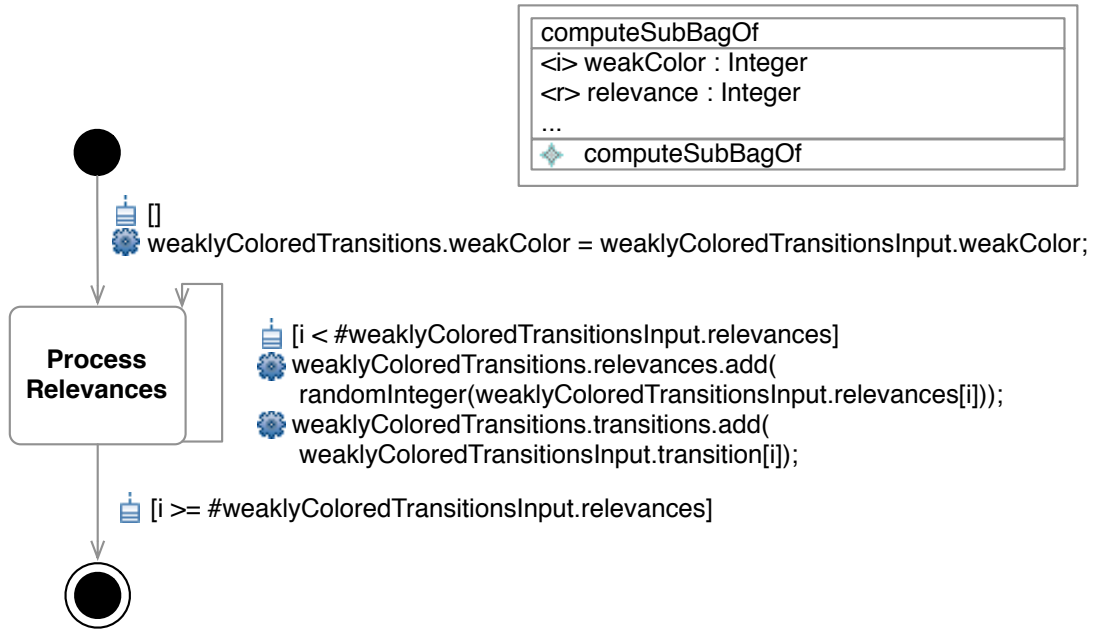 computeSubBagOf
<i> weakColor : Integer
<r> relevance : Integer
...
computeSubBagOf
[]
weaklyColoredTransitions.weakColor = weaklyColoredTransitionsInput.weakColor;
Process
Relevances
[i < #weaklyColoredTransitionsInput.relevances]
weaklyColoredTransitions.relevances.add(
randomInteger(weaklyColoredTransitionsInput.relevances[i]));
weaklyColoredTransitions.transitions.add(
weaklyColoredTransitionsInput.transition[i]);
[i >= #weaklyColoredTransitionsInput.relevances]